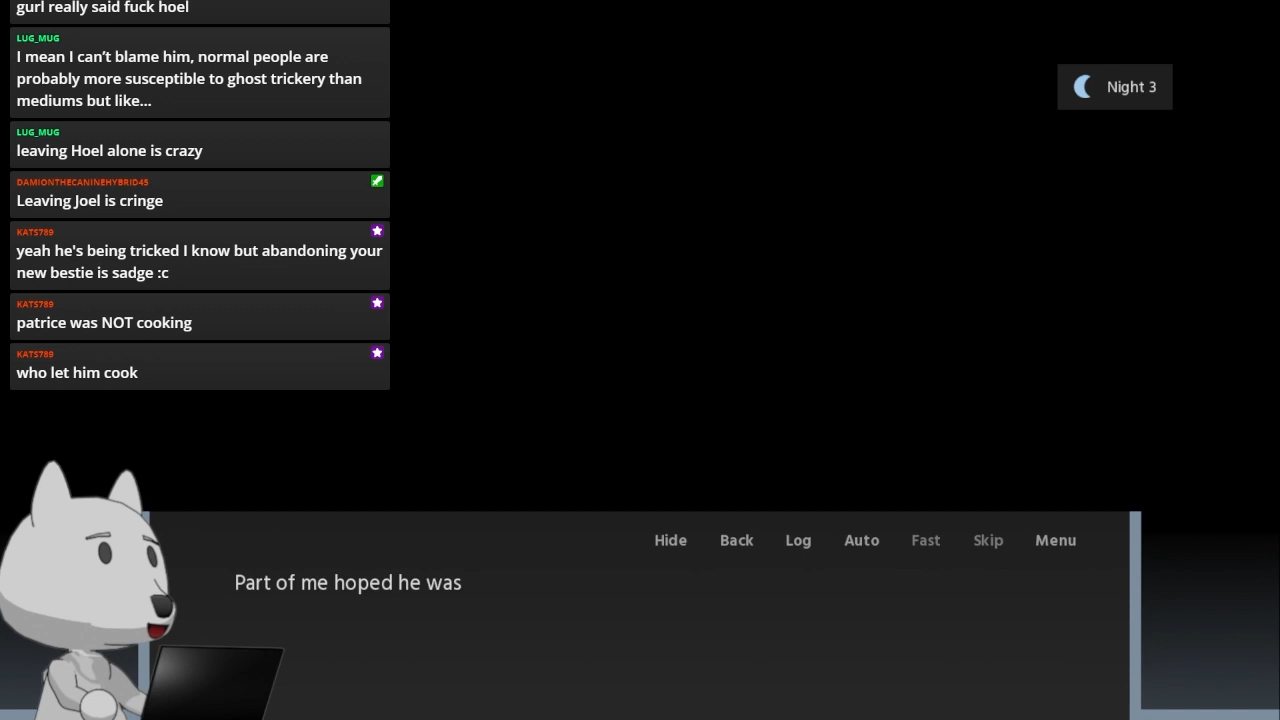 gurl really said fuck hoel
LUG_MUG
I mean I can't blame him, normal people are
probably more susceptible to ghost trickery than
mediums but like...
LUG_MUG
leaving Hoel alone is crazy
DAMIONTHECANINEHYBRID45
Leaving Joel is cringe
KATS789
yeah he's being tricked I know but abandoning your
new bestie is sadge :c
KATS789
patrice was NOT cooking
KATS789
who let him cook
Night 3
Hide Back Log Auto Fast Skip Menu
Part of me hoped he was